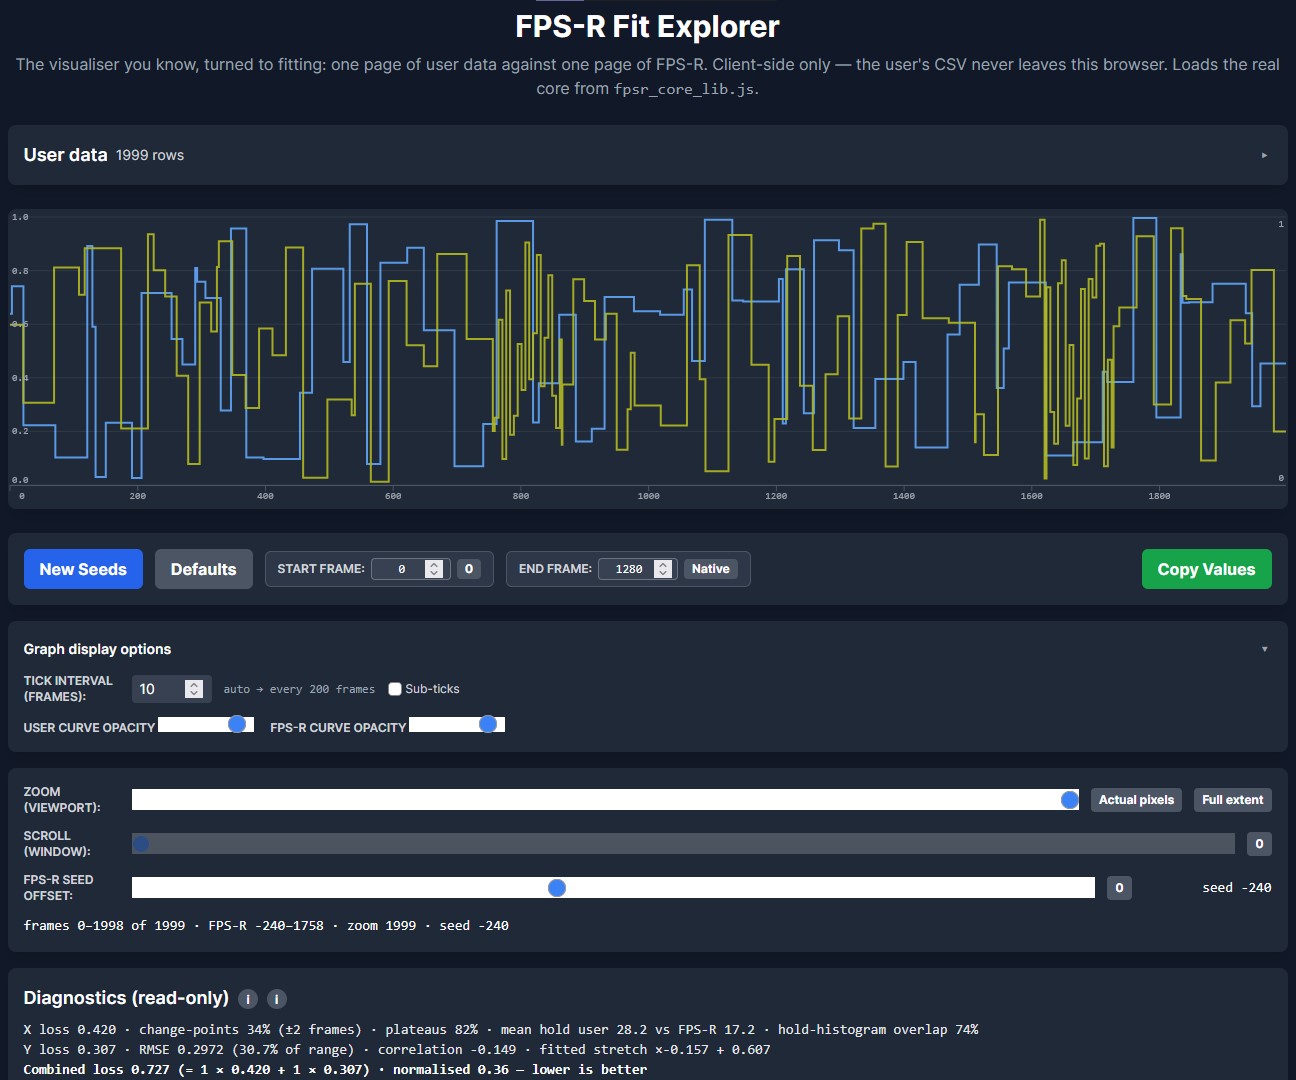 FPS-R Fit Explorer
The visualiser you know, turned to fitting: one page of user data against one page of FPS-R. Client-side only — the user's CSV never leaves this browser. Loads the real
core from fpsr_core_lib.js.
User data 1999 rows
1.0
1
0.8
0.6
0.4
0.2
0.0
0
0 200 400 600 800 1000 1200 1400 1600 1800
New Seeds Defaults START FRAME: 0 0 END FRAME: 1280 Native Copy Values
Graph display options
TICK INTERVAL
(FRAMES): 10 auto → every 200 frames Sub-ticks
USER CURVE OPACITY FPS-R CURVE OPACITY
ZOOM
(VIEWPORT): Actual pixels Full extent
SCROLL
(WINDOW): 0
FPS-R SEED
OFFSET: 0 seed -240
frames 0–1998 of 1999 · FPS-R -240–1758 · zoom 1999 · seed -240
Diagnostics (read-only) i i
X loss 0.420 · change-points 34% (±2 frames) · plateaus 82% · mean hold user 28.2 vs FPS-R 17.2 · hold-histogram overlap 74%
Y loss 0.307 · RMSE 0.2972 (30.7% of range) · correlation -0.149 · fitted stretch ×-0.157 + 0.607
Combined loss 0.727 (= 1 × 0.420 + 1 × 0.307) · normalised 0.36 — lower is better